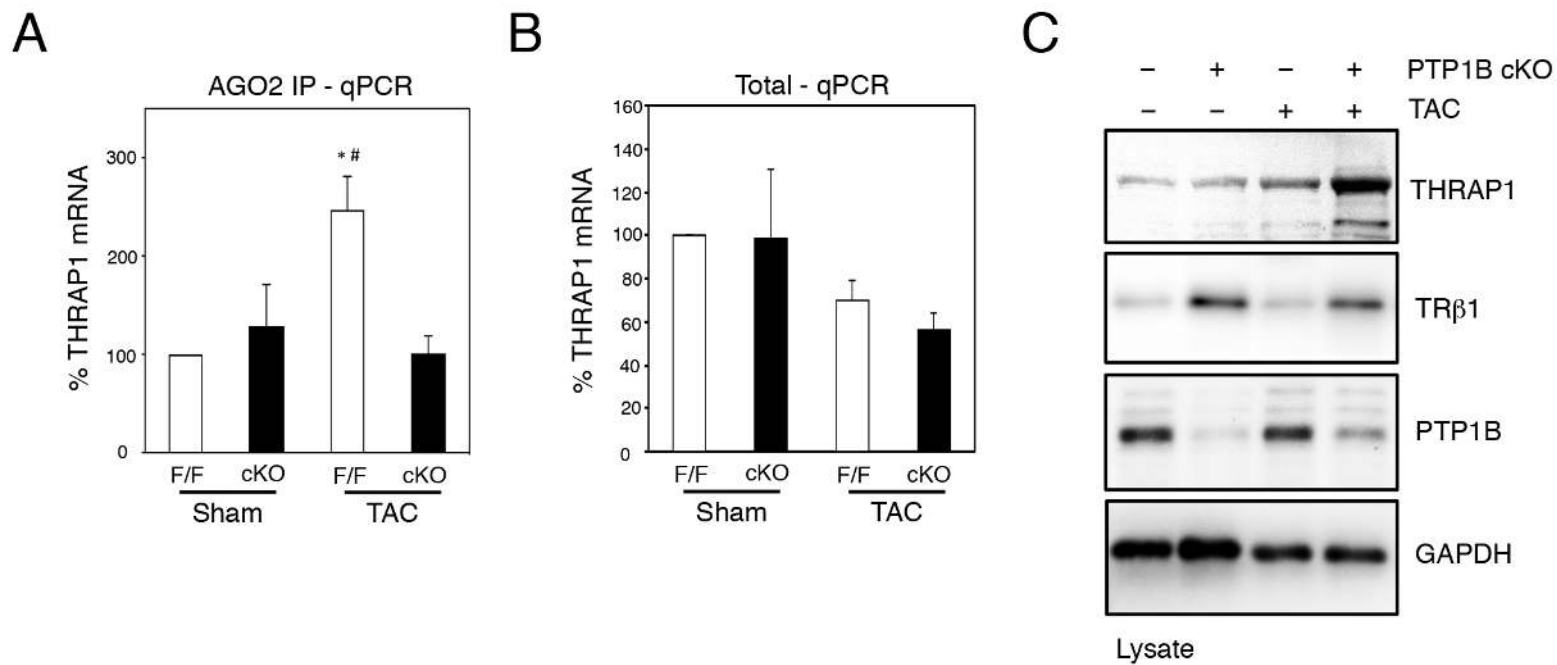 A
AGO2 IP - qPCR
% THRAP1 mRNA
300
200
100
0
* #
F/F cKO F/F cKO
Sham TAC
B
Total - qPCR
% THRAP1 mRNA
160
140
120
100
80
60
40
20
0
F/F cKO F/F cKO
Sham TAC
C
– + – + PTP1B cKO
– – + + TAC
THRAP1
TRβ1
PTP1B
GAPDH
Lysate